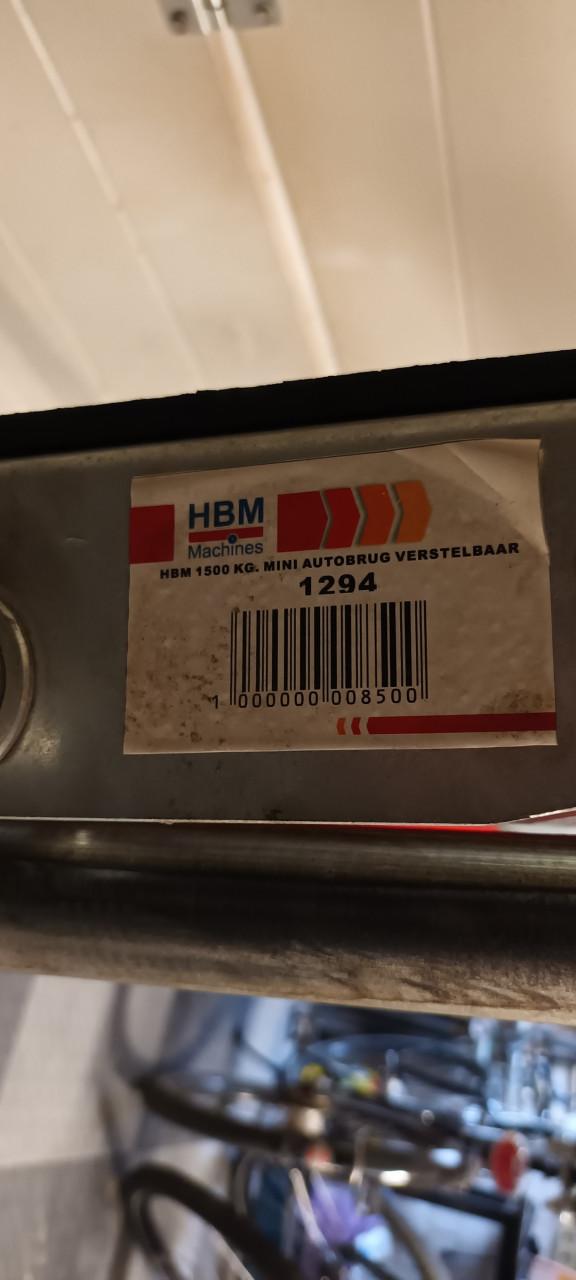 HBM
Machines
HBM 1500 KG. MINI AUTOBRUG VERSTELBAAR
1294
1 000000 008500